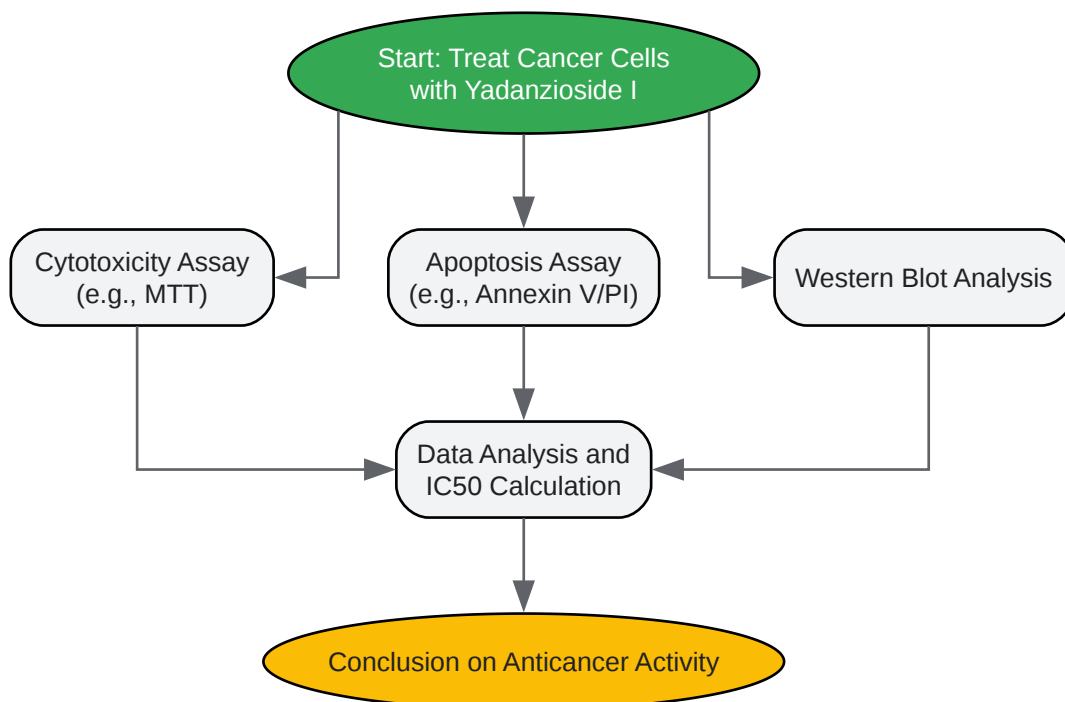 Start: Treat Cancer Cells
with Yadanzioside I
Cytotoxicity Assay
(e.g., MTT)
Apoptosis Assay
(e.g., Annexin V/PI)
Western Blot Analysis
Data Analysis and
IC50 Calculation
Conclusion on Anticancer Activity